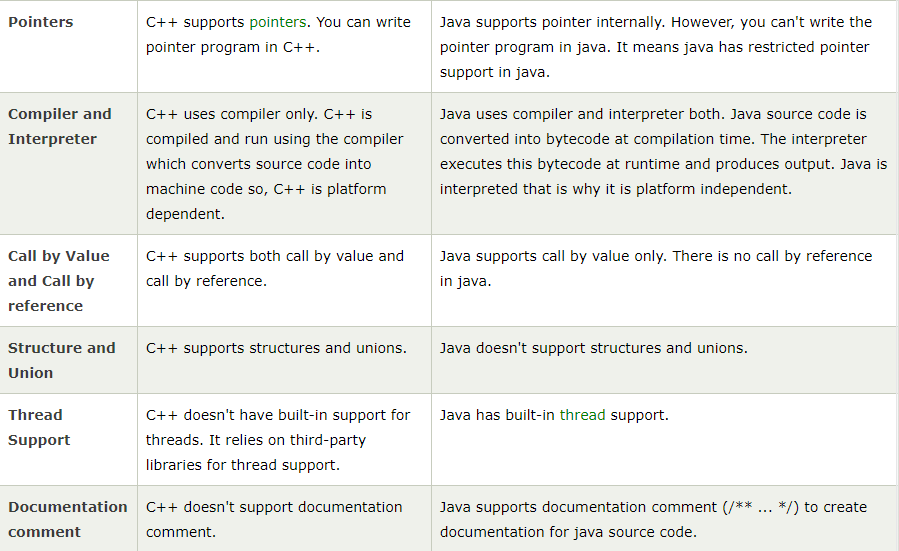 Pointers
C++ supports pointers. You can write
pointer program in C++.
Java supports pointer internally. However, you can't write the
pointer program in java. It means java has restricted pointer
support in java.
Compiler and
Interpreter
C++ uses compiler only. C++ is
compiled and run using the compiler
which converts source code into
machine code so, C++ is platform
dependent.
Java uses compiler and interpreter both. Java source code is
converted into bytecode at compilation time. The interpreter
executes this bytecode at runtime and produces output. Java is
interpreted that is why it is platform independent.
Call by Value
and Call by
reference
C++ supports both call by value and
call by reference.
Java supports call by value only. There is no call by reference
in java.
Structure and
Union
C++ supports structures and unions.
Java doesn't support structures and unions.
Thread
Support
C++ doesn't have built-in support for
threads. It relies on third-party
libraries for thread support.
Java has built-in thread support.
Documentation
comment
C++ doesn't support documentation
comment.
Java supports documentation comment (/** ... */) to create
documentation for java source code.